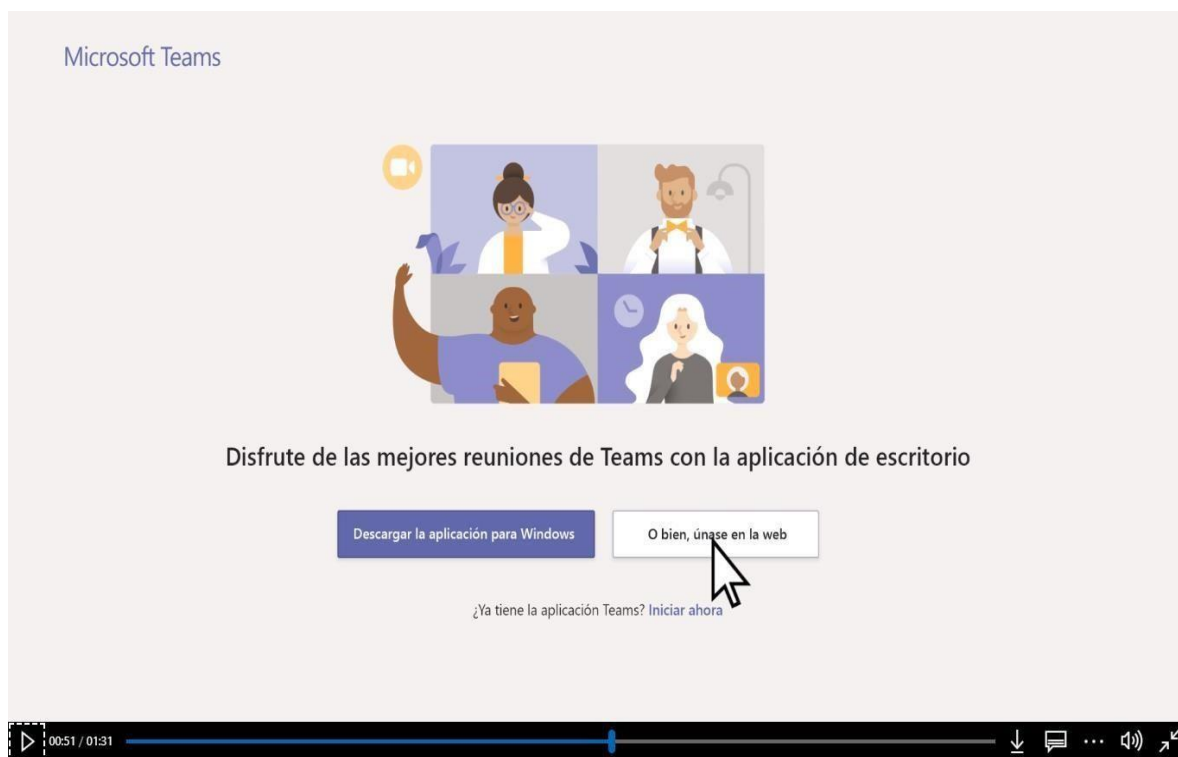 Microsoft Teams
Disfrute de las mejores reuniones de Teams con la aplicación de escritorio
Descargar la aplicación para Windows
O bien, únase en la web
¿Ya tiene la aplicación Teams? Iniciar ahora
00:51 / 01:31